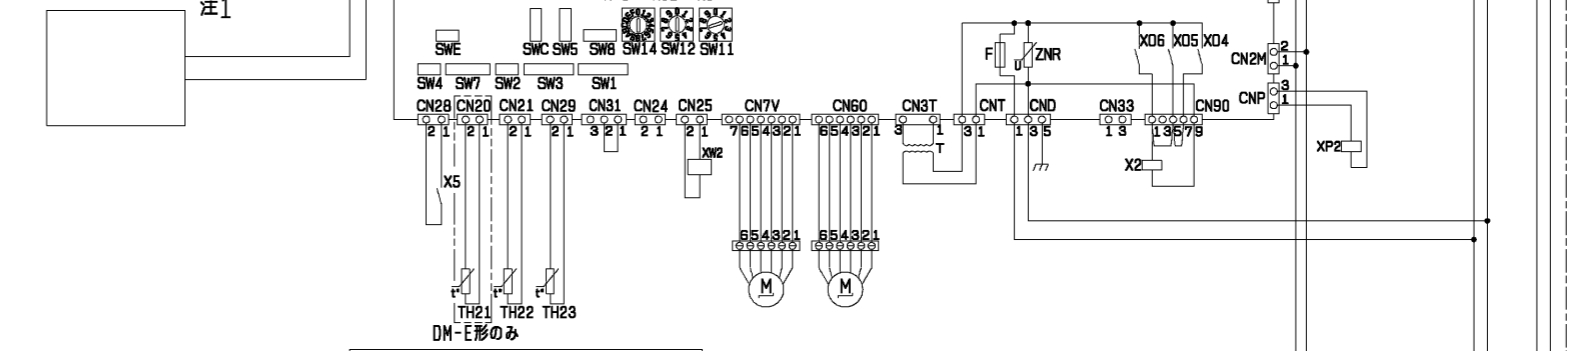 注1
SWE
SWC SW5 SW8 SW14 SW12 SW11
SW4 SW7 SW2 SW3 SW1
F
U
ZNR
X06 X05 X04
CN2M
2
1
CNP
3
1
CN28 CN20 CN21 CN29 CN31 CN24 CN25 CN7V CN60 CN3T CNT CND CN33 CN90
2 1 2 1 2 1 2 1 3 2 1 2 1 2 1 7 6 5 4 3 2 1 6 5 4 3 2 1 3 1 3 1 1 3 5 1 3 1 3 5 7 9
XW2
T
X2
XP2
X5
6 5 4 3 2 1 6 5 4 3 2 1
M M
t° t° t°
TH21 TH22 TH23
DM-E形のみ